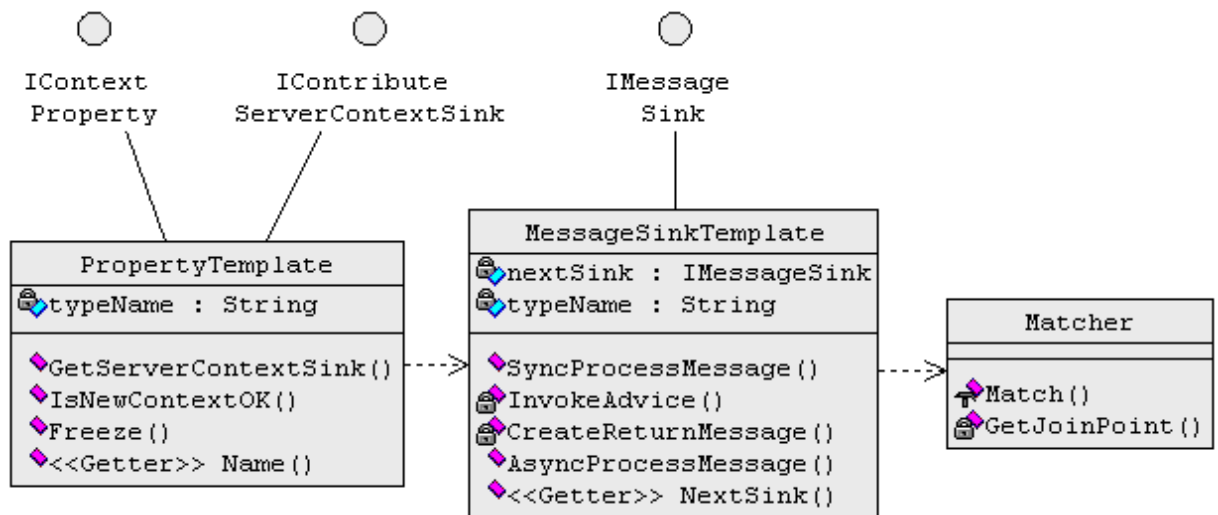 IContext
Property
IContribute
ServerContextSink
IMessage
Sink
PropertyTemplate
typeName : String
GetServerContextSink()
IsNewContextOK()
Freeze()
<<Getter>> Name()
MessageSinkTemplate
nextSink : IMessageSink
typeName : String
SyncProcessMessage()
InvokeAdvice()
CreateReturnMessage()
AsyncProcessMessage()
<<Getter>> NextSink()
Matcher
Match()
GetJoinPoint()